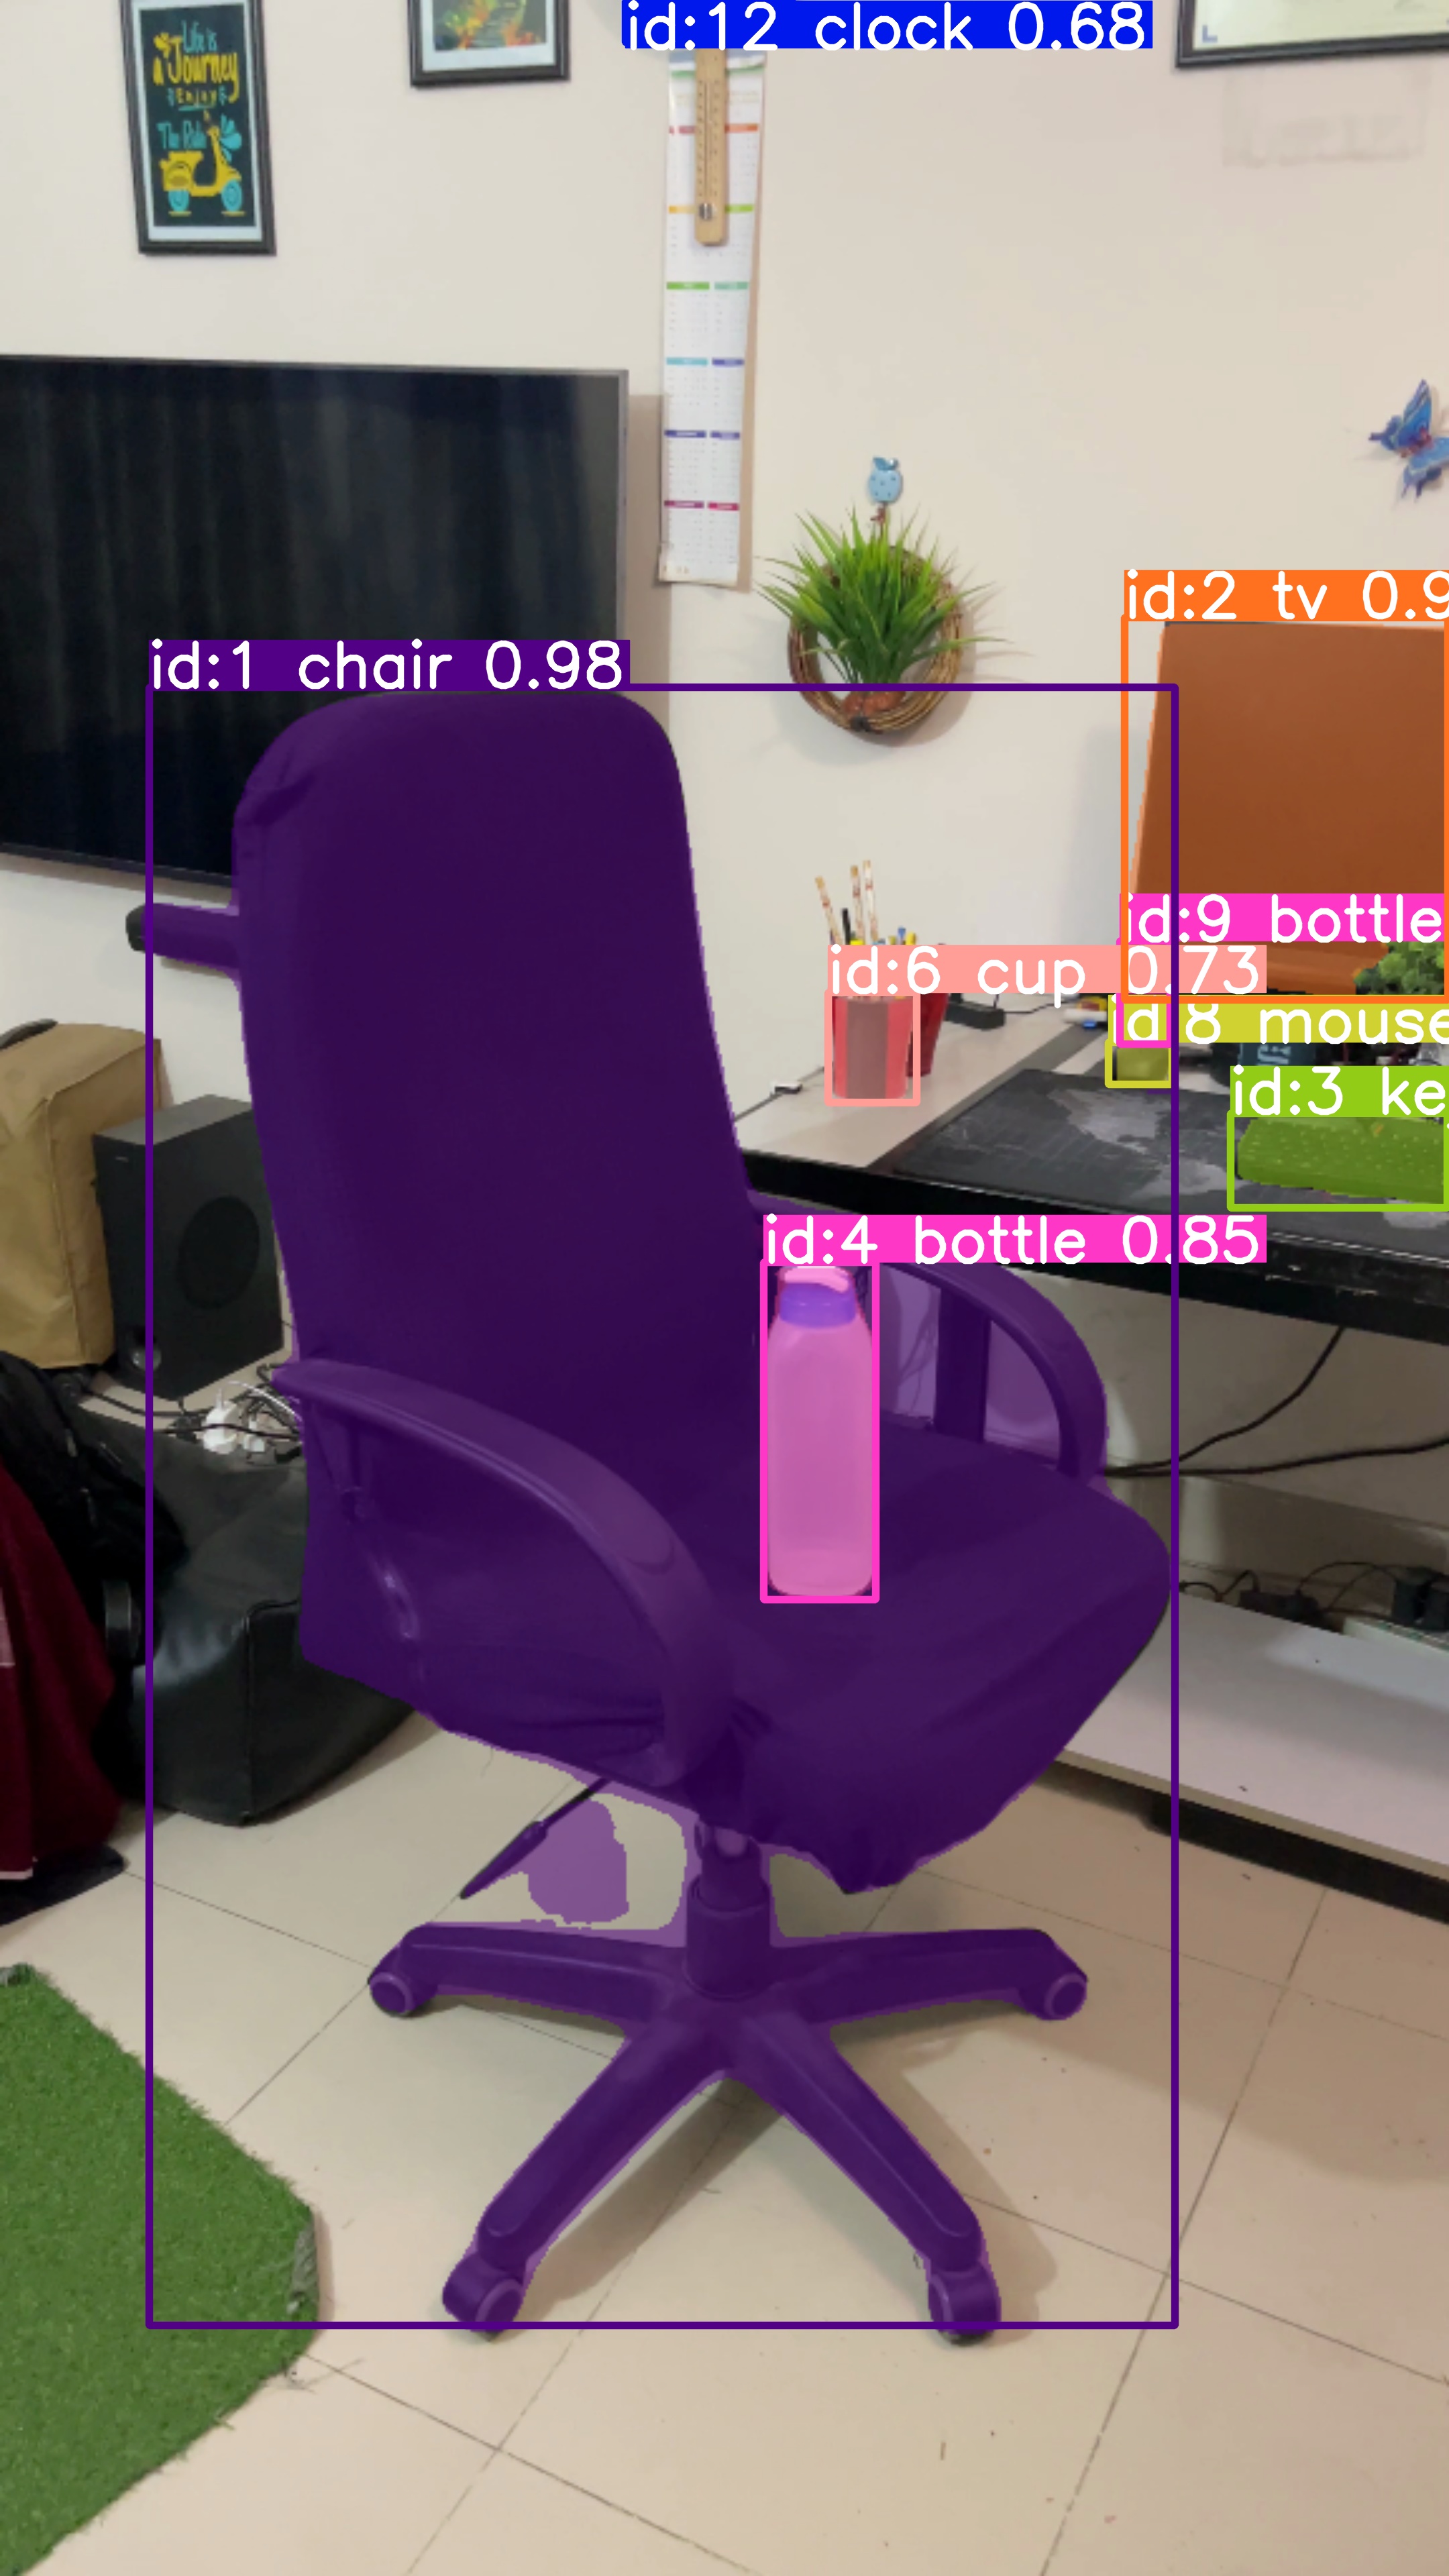 id:12 clock 0.68
Life is
a Journey
Enjoy
The Ride
id:2 tv 0.9
id:1 chair 0.98
id:9 bottle
id:6 cup 0.73
id:8 mouse
id:3 ke
id:4 bottle 0.85